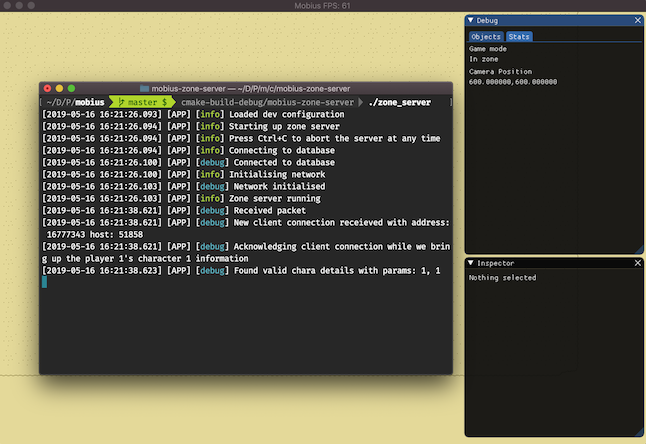 Mobius FPS: 61
Debug
Objects Stats
Game mode
In zone
Camera Position
600.000000,600.000000
mobius-zone-server — ~/D/P/m/c/mobius-zone-server
[ ~/D/P/mobius master $ cmake-build-debug/mobius-zone-server ./zone_server ]
[2019-05-16 16:21:26.093] [APP] [info] Loaded dev configuration
[2019-05-16 16:21:26.094] [APP] [info] Starting up zone server
[2019-05-16 16:21:26.094] [APP] [info] Press Ctrl+C to abort the server at any time
[2019-05-16 16:21:26.094] [APP] [info] Connecting to database
[2019-05-16 16:21:26.100] [APP] [debug] Connected to database
[2019-05-16 16:21:26.100] [APP] [info] Initialising network
[2019-05-16 16:21:26.103] [APP] [debug] Network initialised
[2019-05-16 16:21:26.103] [APP] [info] Zone server running
[2019-05-16 16:21:38.621] [APP] [debug] Received packet
[2019-05-16 16:21:38.621] [APP] [debug] New client connection receieved with address:
16777343 host: 51858
[2019-05-16 16:21:38.621] [APP] [debug] Acknowledging client connection while we brin
g up the player 1's character 1 information
[2019-05-16 16:21:38.623] [APP] [debug] Found valid chara details with params: 1, 1
Inspector
Nothing selected